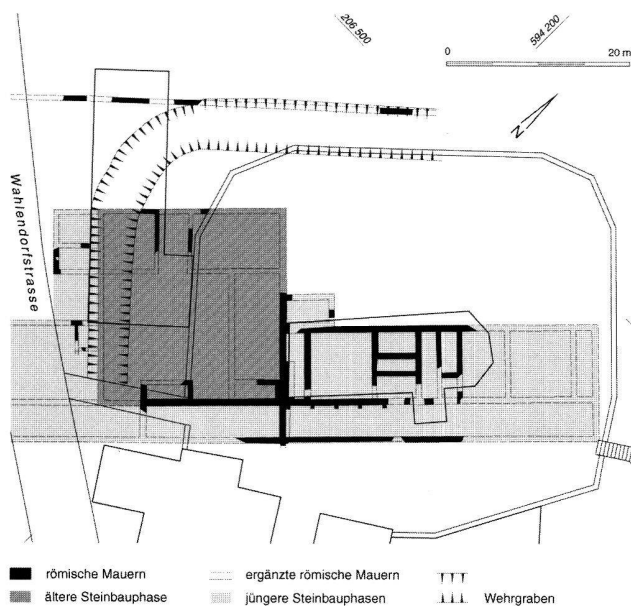 206 500
594 200
0 20 m
N
Wahlendorfstrasse
römische Mauern
ergänzte römische Mauern
ältere Steinbauphase
jüngere Steinbauphasen
Wehrgraben